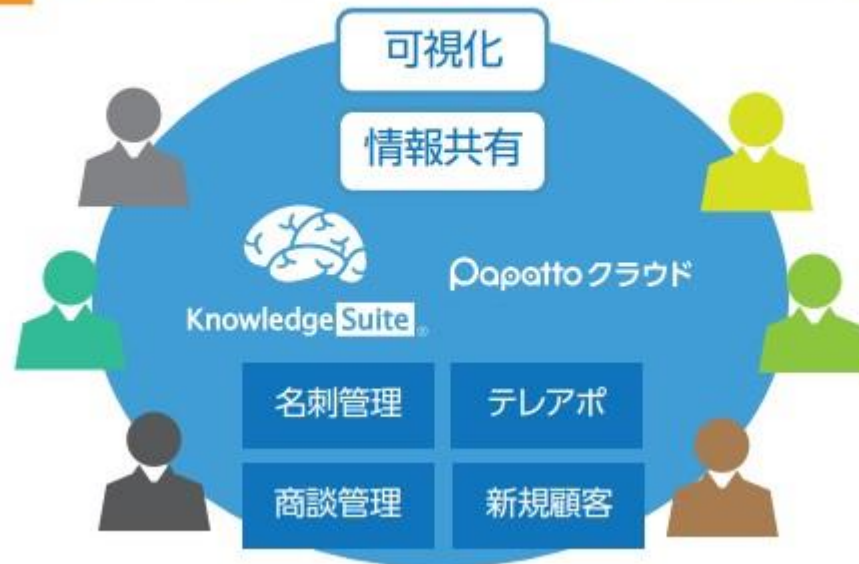 可視化
情報共有
Papattoクラウド
KnowledgeSuite®
名刺管理 テレアポ
商談管理 新規顧客